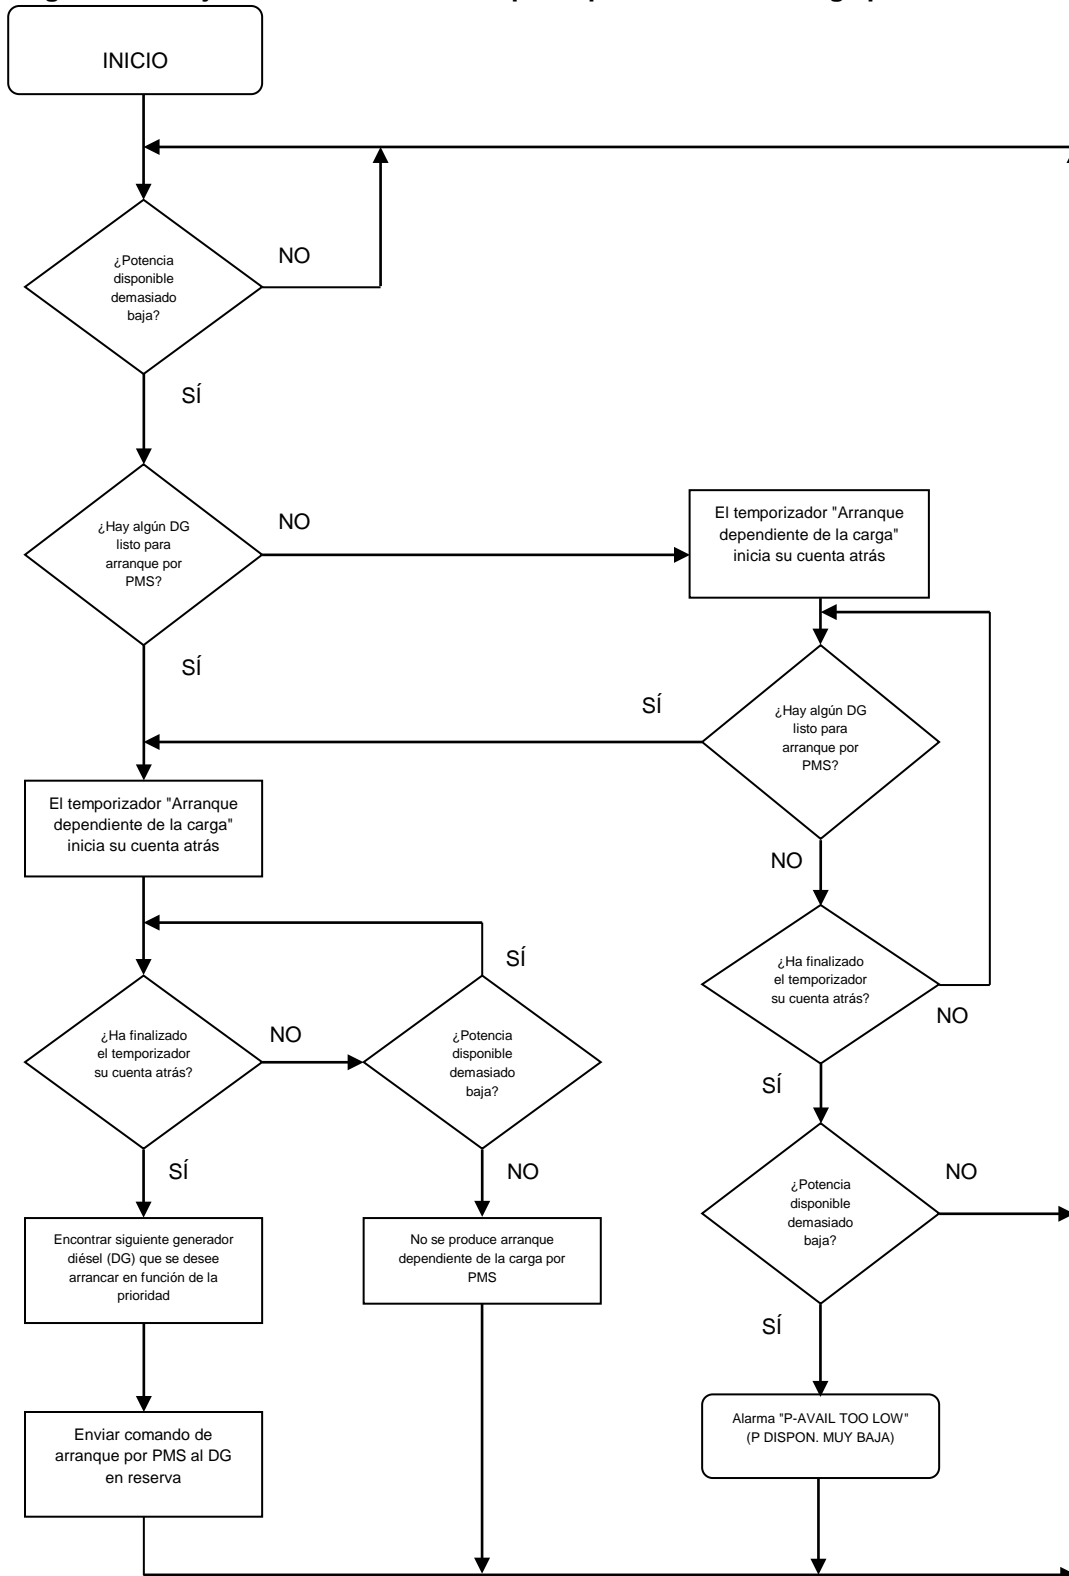 INICIO
¿Potencia
disponible
demasiado
baja?
NO
SÍ
¿Hay algún DG
listo para
arranque por
PMS?
NO
El temporizador "Arranque
dependiente de la carga"
inicia su cuenta atrás
SÍ
SÍ
¿Hay algún DG
listo para
arranque por
PMS?
El temporizador "Arranque
dependiente de la carga"
inicia su cuenta atrás
NO
¿Ha finalizado
el temporizador
su cuenta atrás?
NO
SÍ
¿Ha finalizado
el temporizador
su cuenta atrás?
NO
¿Potencia
disponible
demasiado
baja?
SÍ
SÍ
NO
¿Potencia
disponible
demasiado
baja?
NO
Encontrar siguiente generador
diésel (DG) que se desee
arrancar en función de la
prioridad
No se produce arranque
dependiente de la carga por
PMS
SÍ
Alarma "P-AVAIL TOO LOW"
(P DISPON. MUY BAJA)
Enviar comando de
arranque por PMS al DG
en reserva